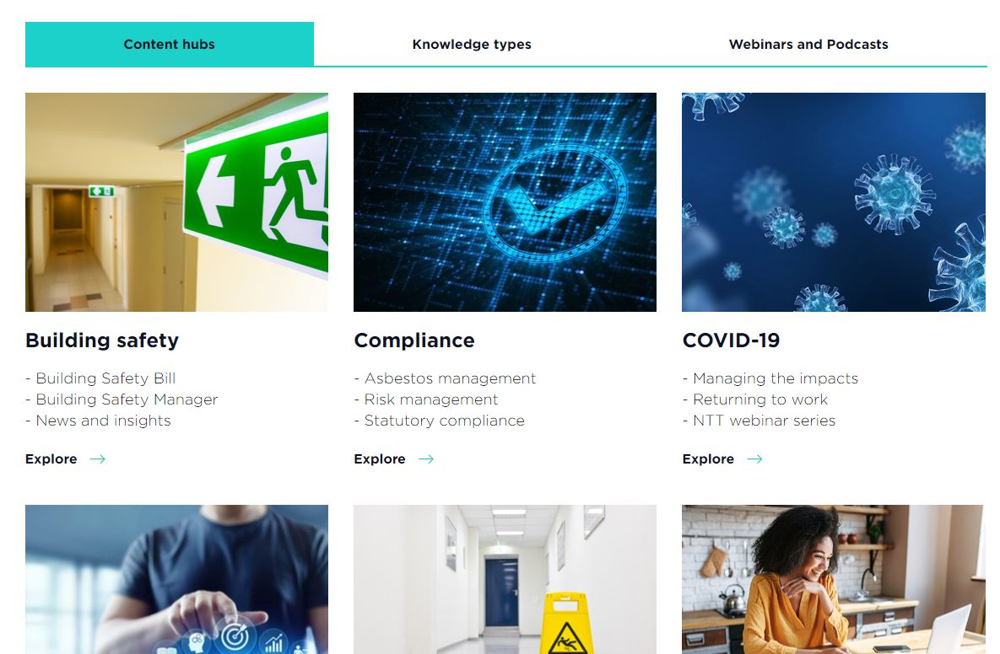 Content hubs
Knowledge types
Webinars and Podcasts
Building safety
- Building Safety Bill
- Building Safety Manager
- News and insights
Explore
Compliance
- Asbestos management
- Risk management
- Statutory compliance
Explore
COVID-19
- Managing the impacts
- Returning to work
- NTT webinar series
Explore